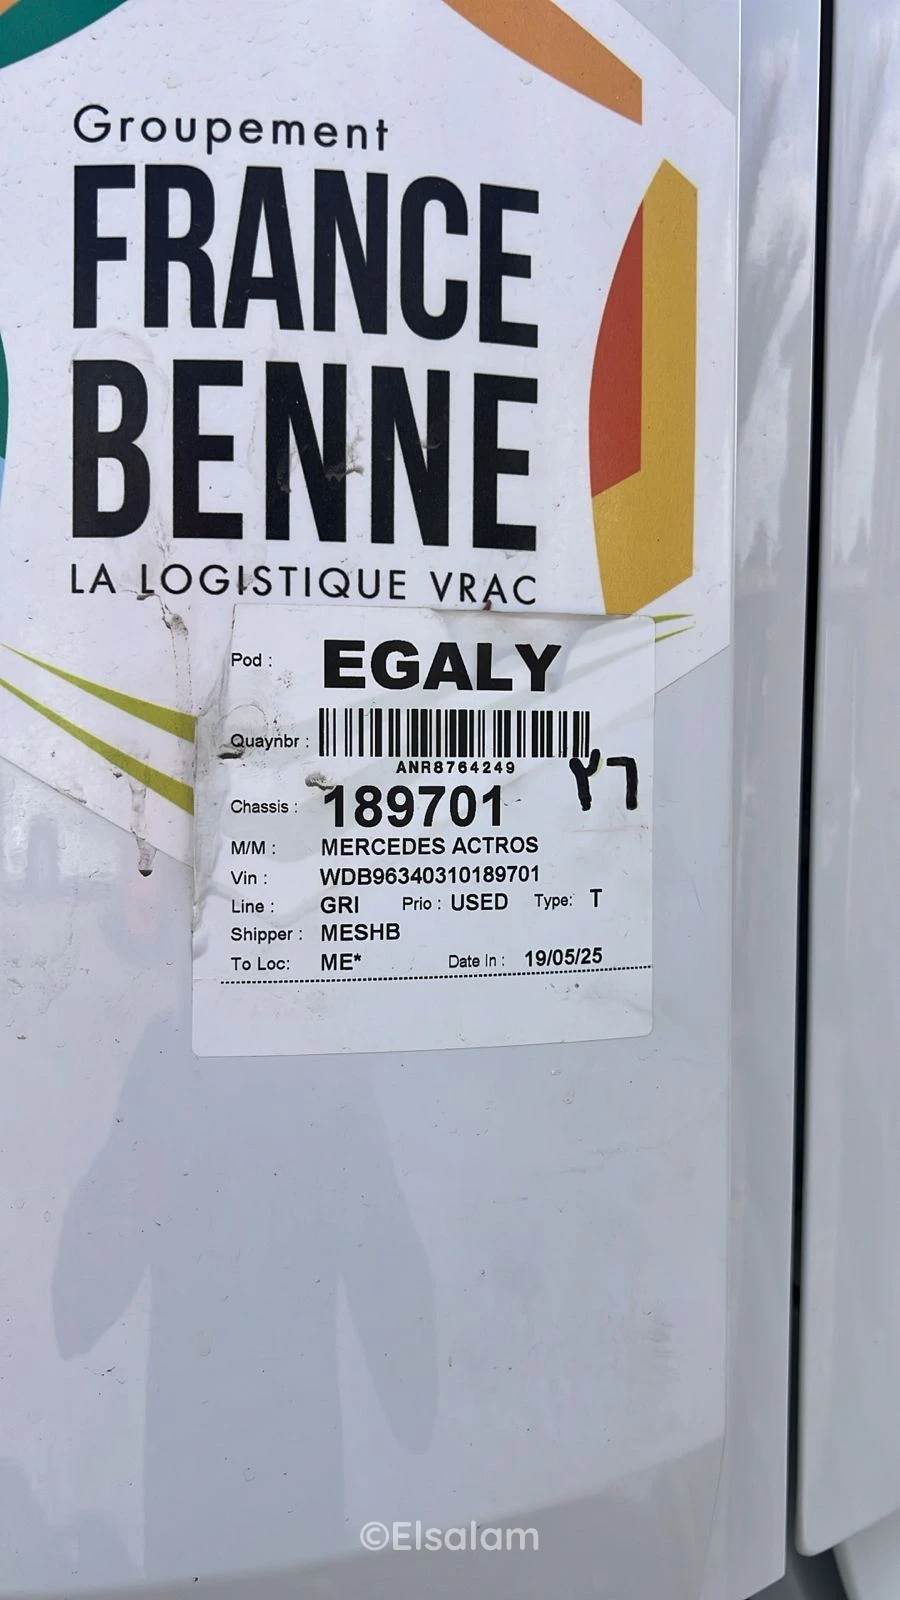 Groupement
FRANCE
BENNE
LA LOGISTIQUE VRAC
Pod : EGALY
Quaynbr :
ANR8764249
٢٦
Chassis : 189701
M/M : MERCEDES ACTROS
Vin : WDB96340310189701
Line : GRI Prio : USED Type: T
Shipper : MESHB
To Loc: ME* Date In : 19/05/25
©Elsalam